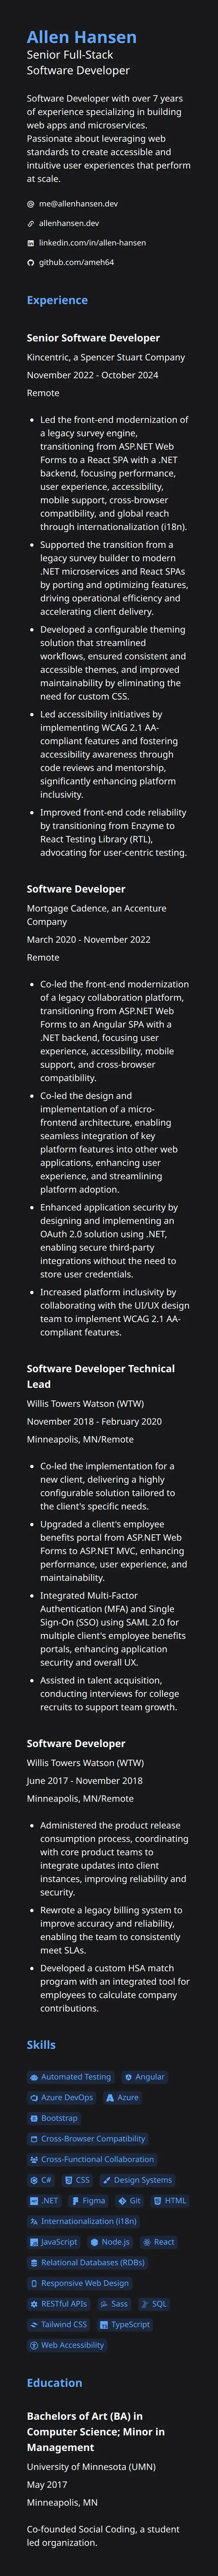 Allen Hansen
Senior Full-Stack
Software Developer
Software Developer with over 7 years
of experience specializing in building
web apps and microservices.
Passionate about leveraging web
standards to create accessible and
intuitive user experiences that perform
at scale.
me@allenhansen.dev
allenhansen.dev
linkedin.com/in/allen-hansen
github.com/ameh64
Experience
Senior Software Developer
Kincentric, a Spencer Stuart Company
November 2022 - October 2024
Remote
• Led the front-end modernization of
a legacy survey engine,
transitioning from ASP.NET Web
Forms to a React SPA with a .NET
backend, focusing performance,
user experience, accessibility,
mobile support, cross-browser
compatibility, and global reach
through internationalization (i18n).
• Supported the transition from a
legacy survey builder to modern
.NET microservices and React SPAs
by porting and optimizing features,
driving operational efficiency and
accelerating client delivery.
• Developed a configurable theming
solution that streamlined
workflows, ensured consistent and
accessible themes, and improved
maintainability by eliminating the
need for custom CSS.
• Led accessibility initiatives by
implementing WCAG 2.1 AA-
compliant features and fostering
accessibility awareness through
code reviews and mentorship,
significantly enhancing platform
inclusivity.
• Improved front-end code reliability
by transitioning from Enzyme to
React Testing Library (RTL),
advocating for user-centric testing.
Software Developer
Mortgage Cadence, an Accenture
Company
March 2020 - November 2022
Remote
• Co-led the front-end modernization
of a legacy collaboration platform,
transitioning from ASP.NET Web
Forms to an Angular SPA with a
.NET backend, focusing user
experience, accessibility, mobile
support, and cross-browser
compatibility.
• Co-led the design and
implementation of a micro-
frontend architecture, enabling
seamless integration of key
platform features into other web
applications, enhancing user
experience, and streamlining
platform adoption.
• Enhanced application security by
designing and implementing an
OAuth 2.0 solution using .NET,
enabling secure third-party
integrations without the need to
store user credentials.
• Increased platform inclusivity by
collaborating with the UI/UX design
team to implement WCAG 2.1 AA-
compliant features.
Software Developer Technical
Lead
Willis Towers Watson (WTW)
November 2018 - February 2020
Minneapolis, MN/Remote
• Co-led the implementation for a
new client, delivering a highly
configurable solution tailored to
the client's specific needs.
• Upgraded a client's employee
benefits portal from ASP.NET Web
Forms to ASP.NET MVC, enhancing
performance, user experience, and
maintainability.
• Integrated Multi-Factor
Authentication (MFA) and Single
Sign-On (SSO) using SAML 2.0 for
multiple client's employee benefits
portals, enhancing application
security and overall UX.
• Assisted in talent acquisition,
conducting interviews for college
recruits to support team growth.
Software Developer
Willis Towers Watson (WTW)
June 2017 - November 2018
Minneapolis, MN/Remote
• Administered the product release
consumption process, coordinating
with core product teams to
integrate updates into client
instances, improving reliability and
security.
• Rewrote a legacy billing system to
improve accuracy and reliability,
enabling the team to consistently
meet SLAs.
• Developed a custom HSA match
program with an integrated tool for
employees to calculate company
contributions.
Skills
Automated Testing Angular
Azure DevOps Azure
Bootstrap
Cross-Browser Compatibility
Cross-Functional Collaboration
C# CSS Design Systems
.NET Figma Git HTML
Internationalization (i18n)
JavaScript Node.js React
Relational Databases (RDBs)
Responsive Web Design
RESTful APIs Sass SQL
Tailwind CSS TypeScript
Web Accessibility
Education
Bachelors of Art (BA) in
Computer Science; Minor in
Management
University of Minnesota (UMN)
May 2017
Minneapolis, MN
Co-founded Social Coding, a student
led organization.